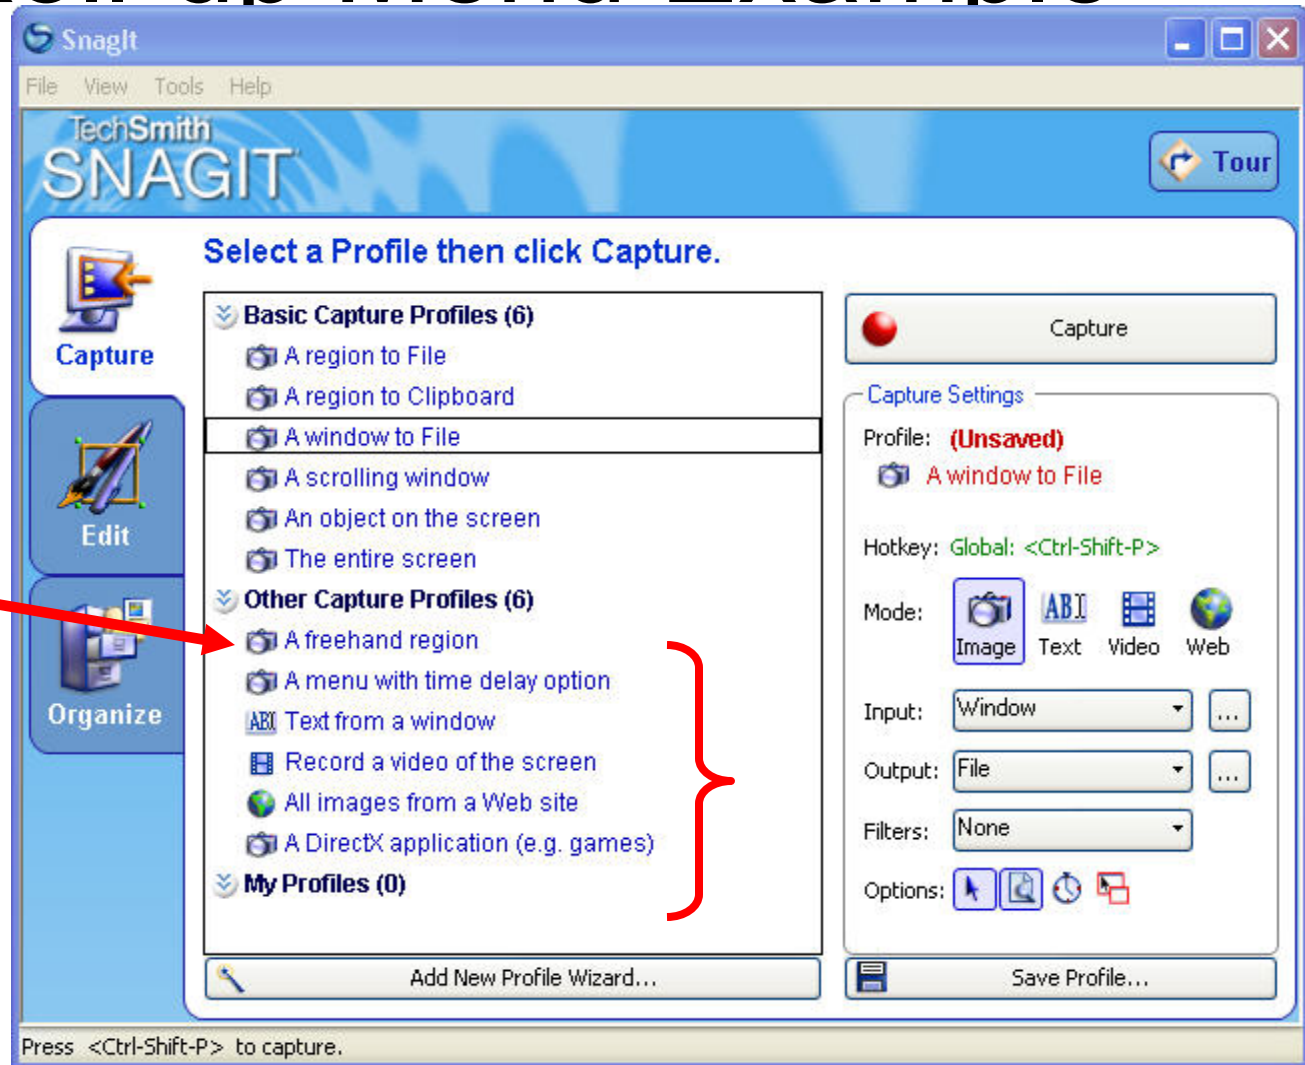 SnagIt
File View Tools Help
TechSmith
SNAGIT
Tour
Select a Profile then click Capture.
Capture
Edit
Organize
Basic Capture Profiles (6)
A region to File
A region to Clipboard
A window to File
A scrolling window
An object on the screen
The entire screen
Other Capture Profiles (6)
A freehand region
A menu with time delay option
Text from a window
Record a video of the screen
All images from a Web site
A DirectX application (e.g. games)
My Profiles (0)
Add New Profile Wizard...
Capture
Capture Settings
Profile: (Unsaved)
A window to File
Hotkey: Global: <Ctrl-Shift-P>
Mode: Image Text Video Web
Input: Window ...
Output: File ...
Filters: None
Options:
Save Profile...
Press <Ctrl-Shift-P> to capture.